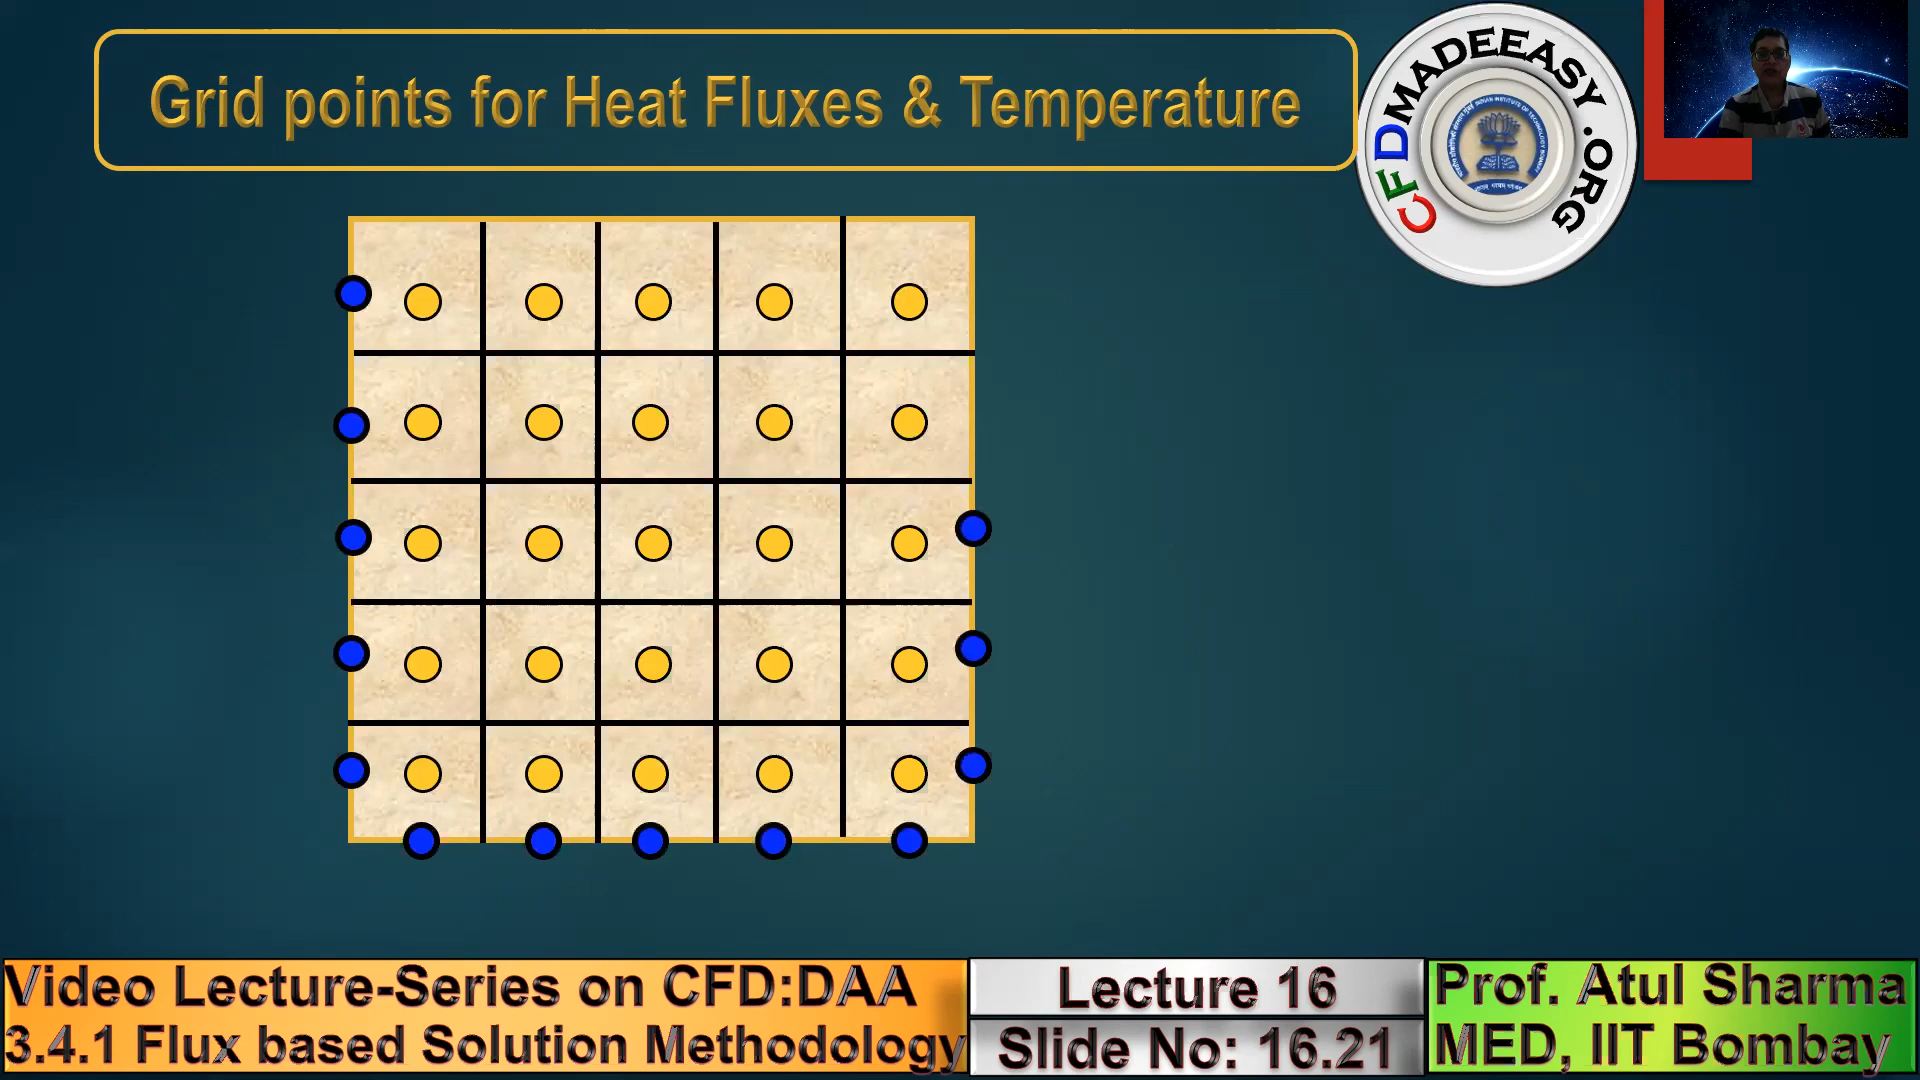 Grid points for Heat Fluxes & Temperature
CFDMADEEASY.ORG
Video Lecture-Series on CFD:DAA
3.4.1 Flux based Solution Methodology
Lecture 16
Slide No: 16.21
Prof. Atul Sharma
MED, IIT Bombay